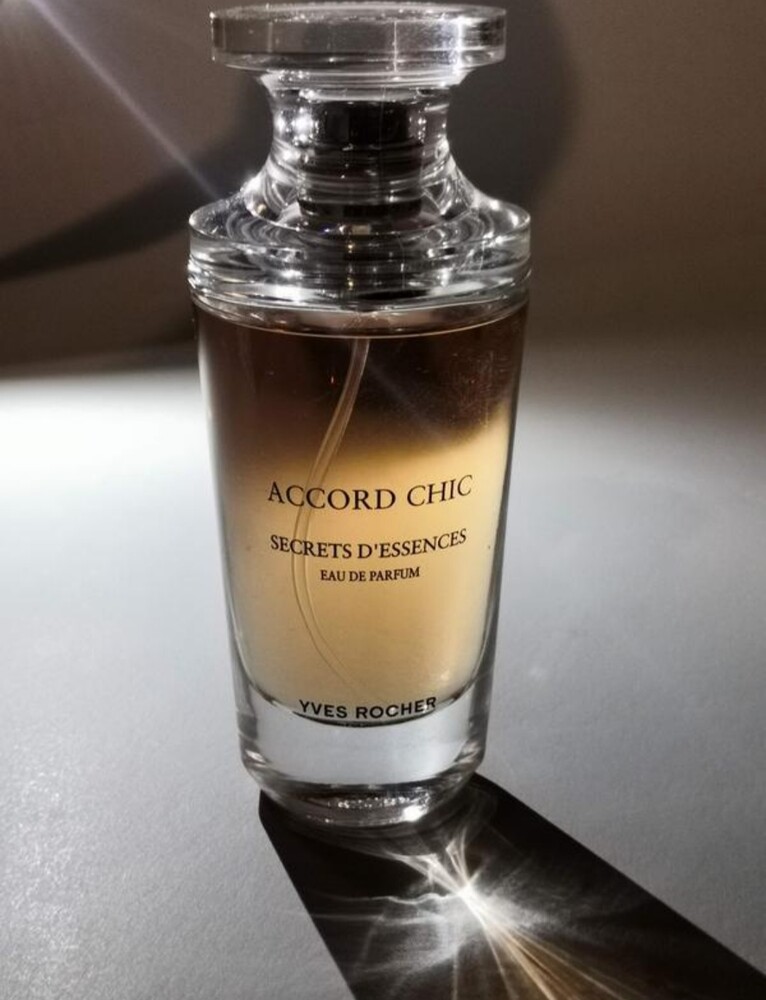 ACCORD CHIC
SECRETS D'ESSENCES
EAU DE PARFUM
YVES ROCHER